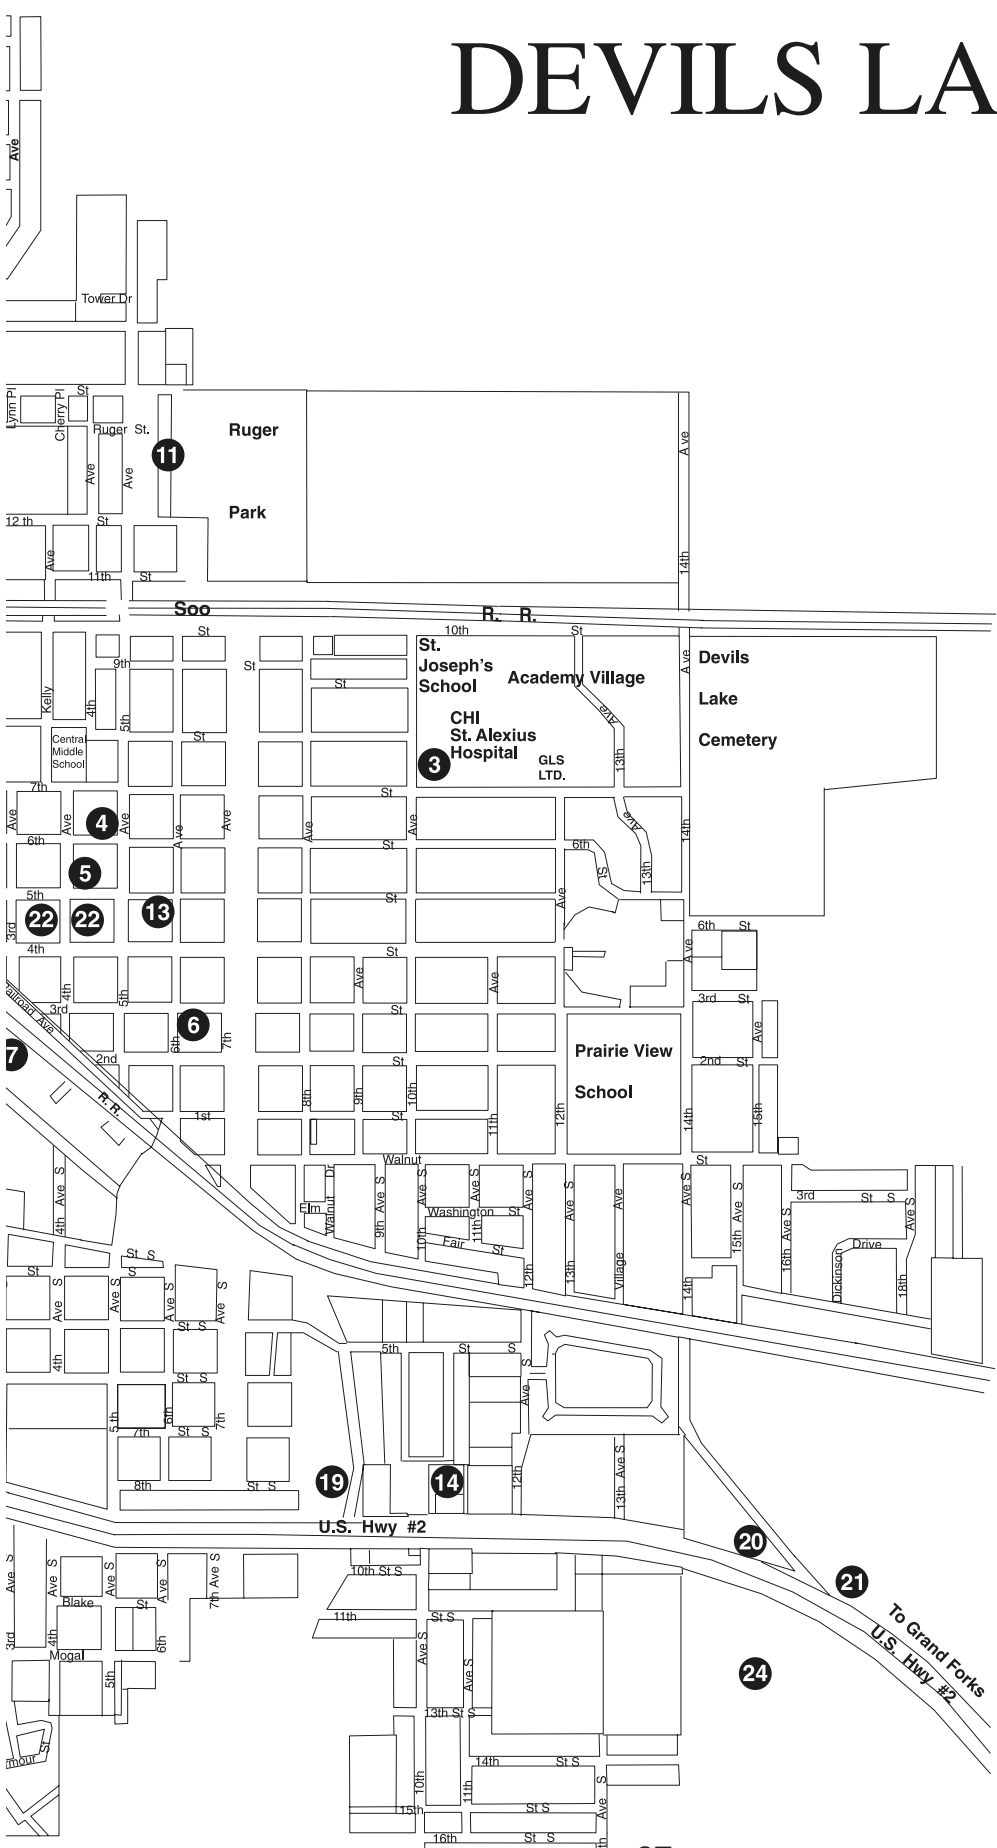 DEVILS LA
Ave
Tower Dr
Lynn Pl
Cherry Pl
St
Ruger St.
11
Ave
Ave
Ruger
Park
Ave
14th
12 th
St
Ave
11th
St
Soo
R. R.
St
10th
St
9th
St
St
St.
Joseph's
School
Academy Village
CHI
St. Alexius
Hospital
3
GLS
LTD.
Ave
13th
Ave
Devils
Lake
Cemetery
Kelly
4th
5th
St
Central
Middle
School
7th
St
Ave
Ave
4
Ave
Ave
Ave
Ave
Ave
Ave
14th
6th
St
6th
St
13th
5
5th
St
Ave
22
22
13
3rd
4th
St
6th St
Ave
4th
5th
Ave
Ave
Railroad Ave
3rd
St
3rd St
6
6th
7th
7
Prairie View
School
Ave
2nd
St
2nd St
R. R.
8th
9th
10th
11th
12th
14th
15th
1st
St
Walnut
St
4th Ave S
Elm
Walnut Dr
9th Ave S
10th Ave S
11th Ave S
Washington St
Fair St
12th Ave S
13th Ave S
Village Ave
14th Ave S
15th Ave S
16th Ave S
3rd St S
Drive
Dickinson
18th Ave S
St S
St
S
Ave S
Ave S
Ave S
Ave S
St S
4th
5th St S
Ave S
St S
5 th
6th
7th
7th St S
8th St S
19
14
12th
13th Ave S
U.S. Hwy #2
20
21
To Grand Forks
U.S. Hwy #2
24
3rd Ave S
4th Ave S
Ave S
Ave S
7th Ave S
Blake St
Mogal
5th
6th
10th St S
11th St S
Ave S
Ave S
13th St S
10th
11th
14th St S
15th St S
Ave S
16th St S
St